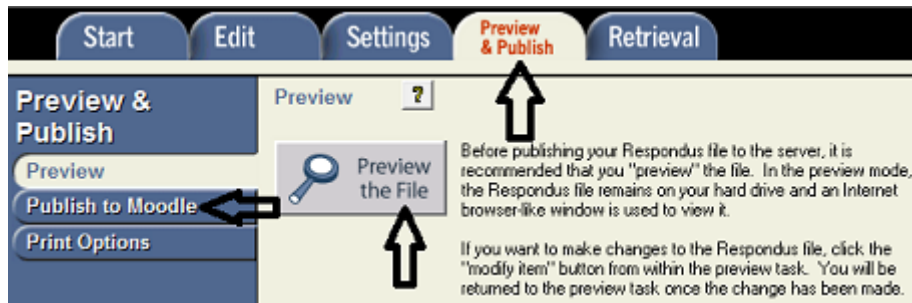 Start Edit Settings Preview & Publish Retrieval
Preview & Publish
Preview
Publish to Moodle
Print Options
Preview ?
Preview the File
Before publishing your Respondus file to the server, it is
recommended that you "preview" the file. In the preview mode,
the Respondus file remains on your hard drive and an Internet
browser-like window is used to view it.
If you want to make changes to the Respondus file, click the
"modify item" button from within the preview task. You will be
returned to the preview task once the change has been made.